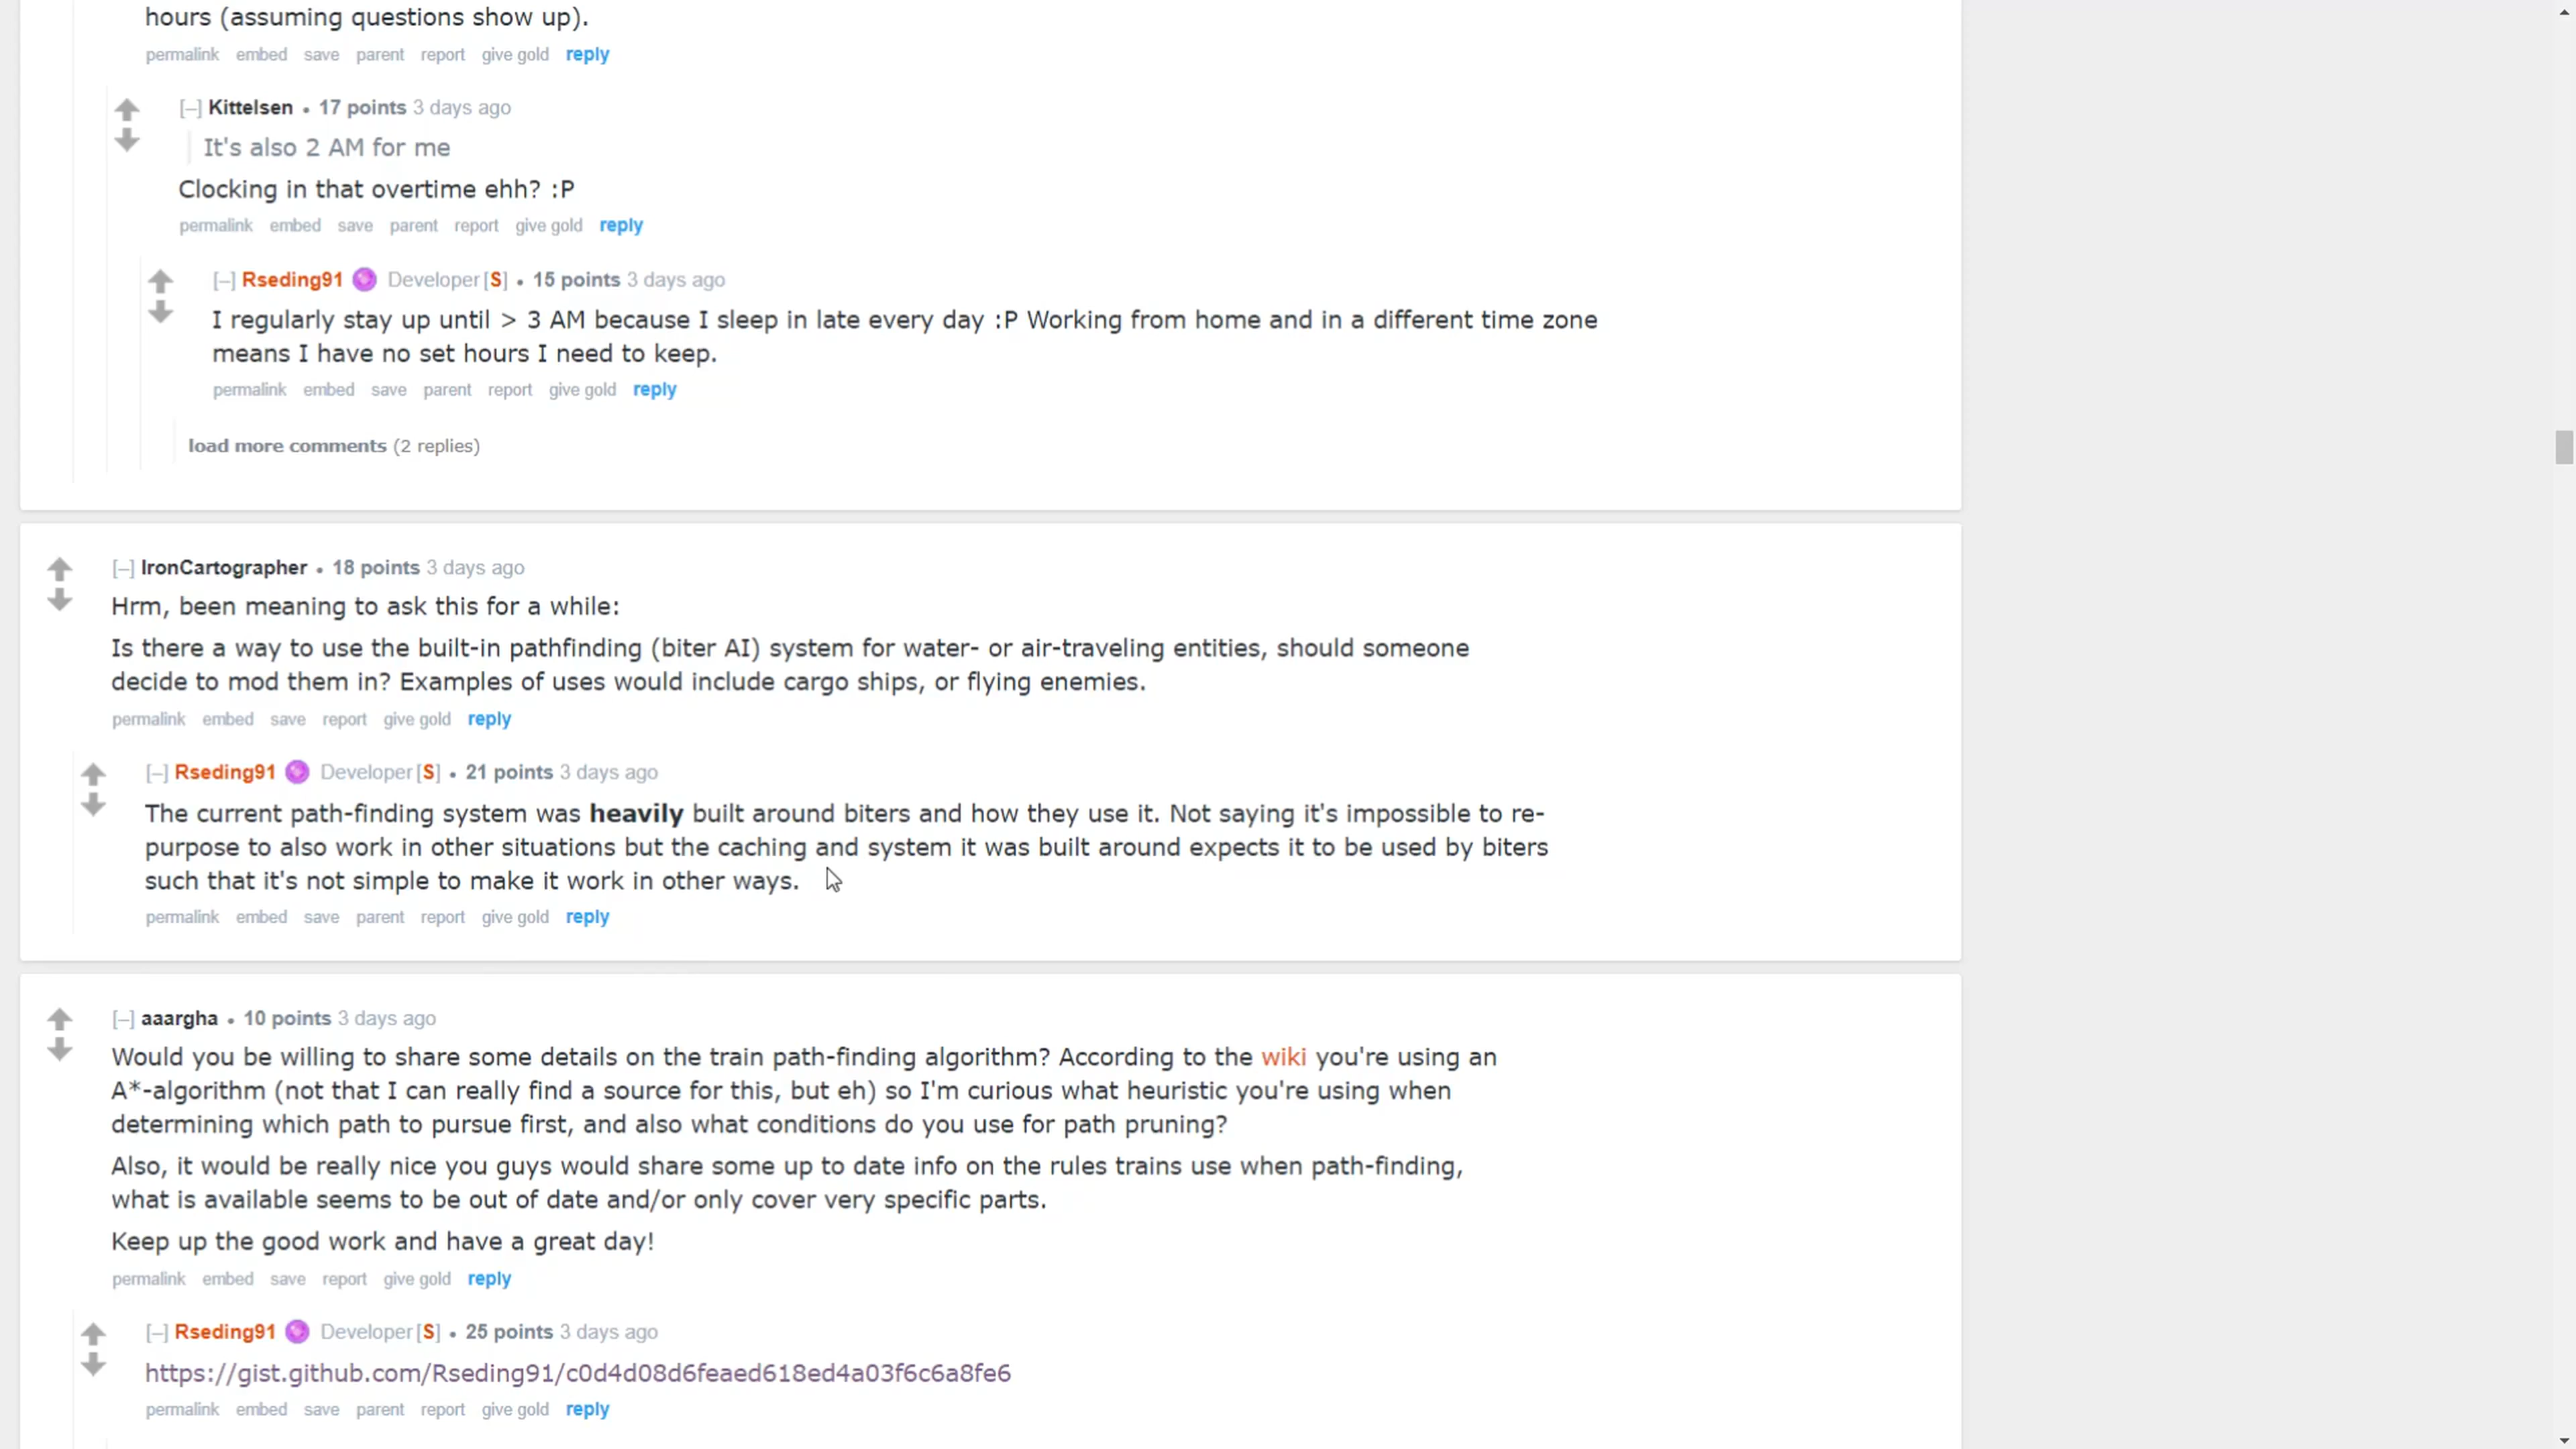 hours (assuming questions show up).
permalink embed save parent report give gold reply
[–] Kittelsen • 17 points 3 days ago
It's also 2 AM for me
Clocking in that overtime ehh? :P
permalink embed save parent report give gold reply
[–] Rseding91 Developer[S] • 15 points 3 days ago
I regularly stay up until > 3 AM because I sleep in late every day :P Working from home and in a different time zone
means I have no set hours I need to keep.
permalink embed save parent report give gold reply
load more comments (2 replies)
[–] IronCartographer • 18 points 3 days ago
Hrm, been meaning to ask this for a while:
Is there a way to use the built-in pathfinding (biter AI) system for water- or air-traveling entities, should someone
decide to mod them in? Examples of uses would include cargo ships, or flying enemies.
permalink embed save report give gold reply
[–] Rseding91 Developer[S] • 21 points 3 days ago
The current path-finding system was heavily built around biters and how they use it. Not saying it's impossible to re-
purpose to also work in other situations but the caching and system it was built around expects it to be used by biters
such that it's not simple to make it work in other ways.
permalink embed save parent report give gold reply
[–] aaargha • 10 points 3 days ago
Would you be willing to share some details on the train path-finding algorithm? According to the wiki you're using an
A*-algorithm (not that I can really find a source for this, but eh) so I'm curious what heuristic you're using when
determining which path to pursue first, and also what conditions do you use for path pruning?
Also, it would be really nice you guys would share some up to date info on the rules trains use when path-finding,
what is available seems to be out of date and/or only cover very specific parts.
Keep up the good work and have a great day!
permalink embed save report give gold reply
[–] Rseding91 Developer[S] • 25 points 3 days ago
https://gist.github.com/Rseding91/c0d4d08d6feaed618ed4a03f6c6a8fe6
permalink embed save parent report give gold reply